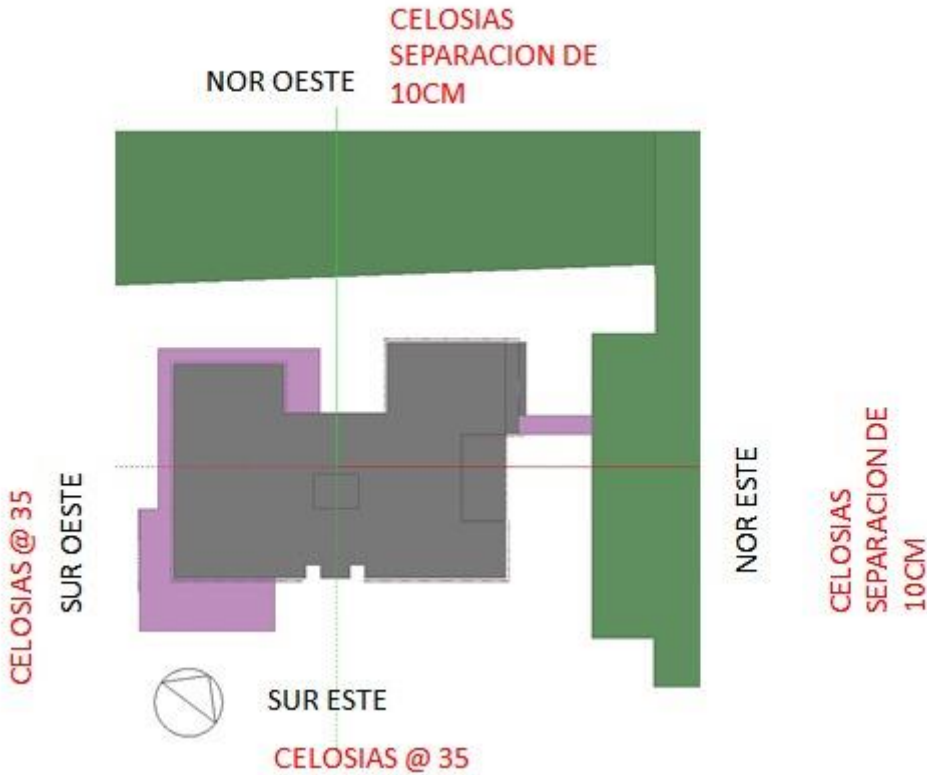 CELOSIAS
SEPARACION DE
10CM
NOR OESTE
CELOSIAS @ 35
SUR OESTE
NOR ESTE
CELOSIAS
SEPARACION DE
10CM
SUR ESTE
CELOSIAS @ 35